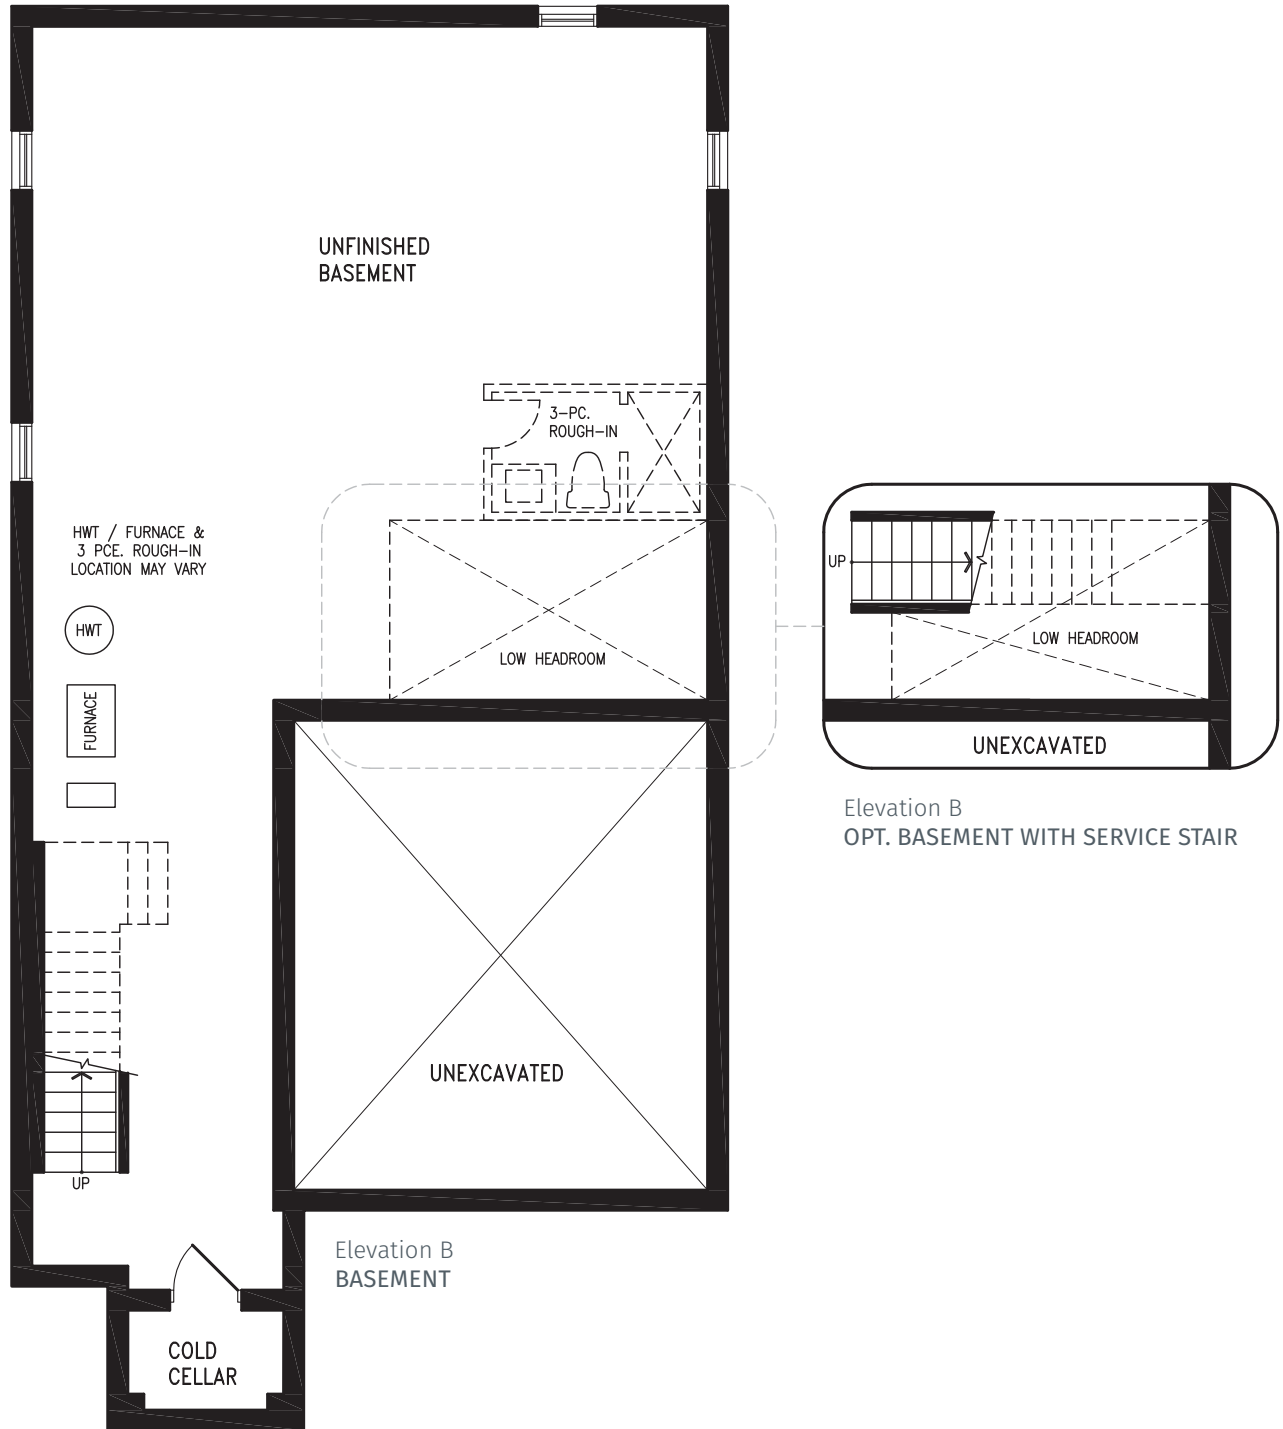 UNFINISHED
BASEMENT
3-PC.
ROUGH-IN
HWT / FURNACE &
3 PCE. ROUGH-IN
LOCATION MAY VARY
HWT
FURNACE
LOW HEADROOM
UNEXCAVATED
UP
Elevation B
BASEMENT
COLD
CELLAR
UP
LOW HEADROOM
UNEXCAVATED
Elevation B
OPT. BASEMENT WITH SERVICE STAIR